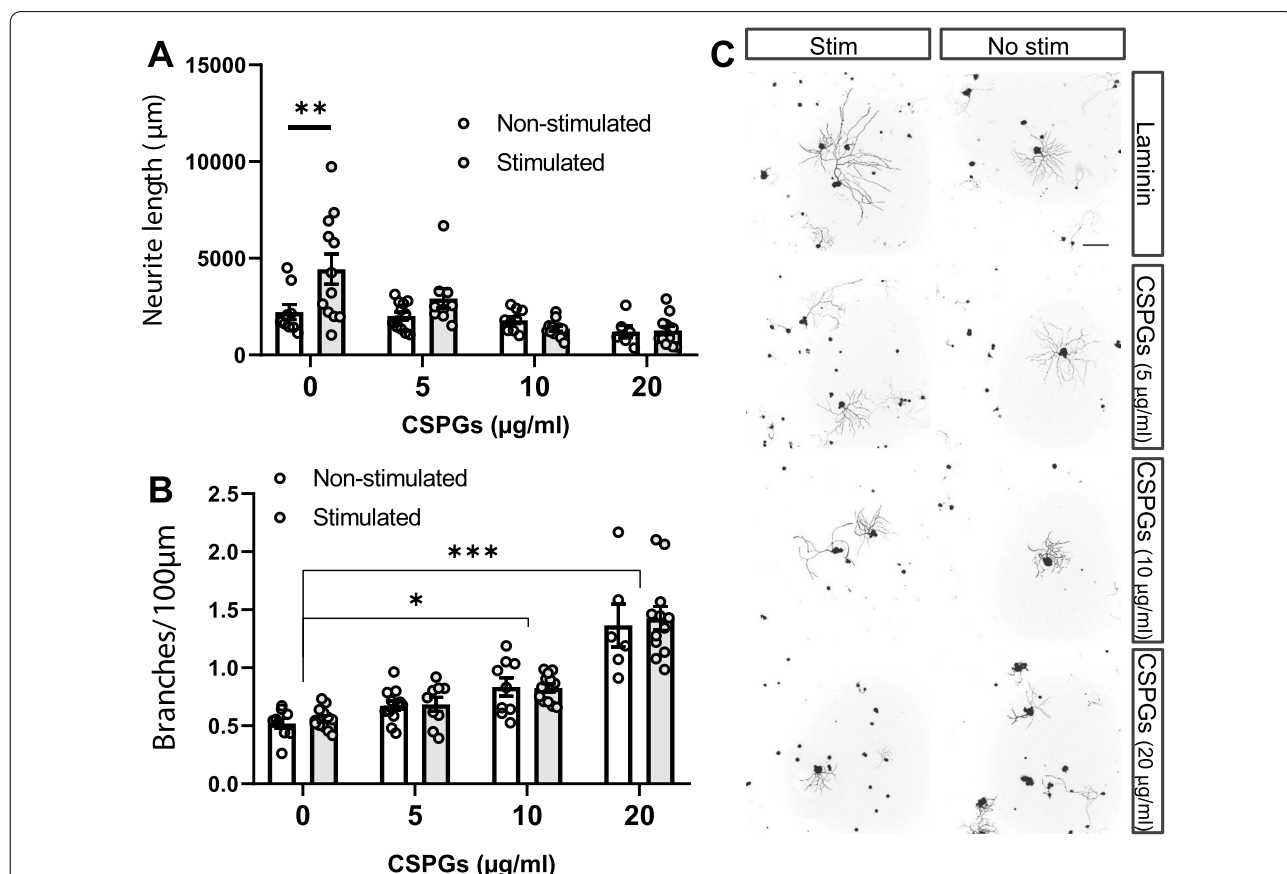 A
15000
10000
5000
0
Neurite length (µm)
**
Non-stimulated
Stimulated
0 5 10 20
CSPGs (µg/ml)
B
Non-stimulated
Stimulated
2.5
2.0
1.5
1.0
0.5
0.0
Branches/100µm
***
*
0 5 10 20
CSPGs (µg/ml)
C
Stim No stim
Laminin
CSPGs (5 µg/ml)
CSPGs (10 µg/ml)
CSPGs (20 µg/ml)